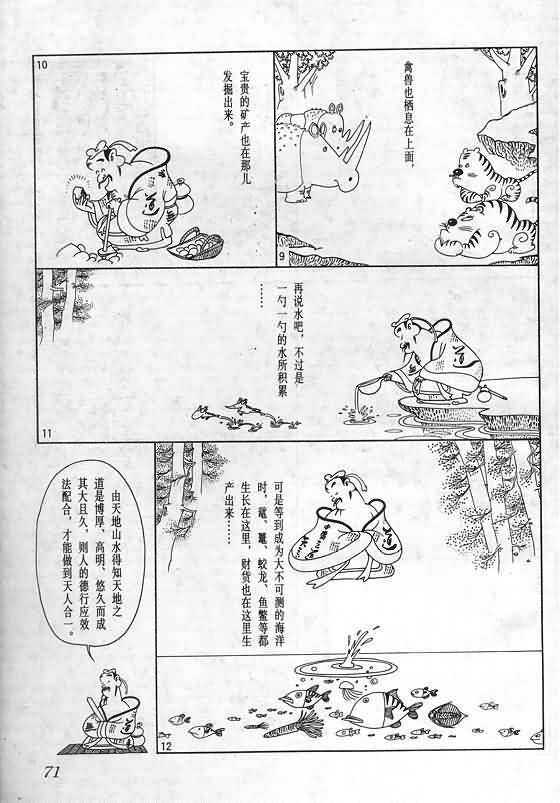 9
禽兽也栖息在上面，
10
宝贵的矿产也在那儿
发掘出来。
道
11
再说水吧，不过是
一勺一勺的水所积累
……
道
12
可是等到成为大不可测的海洋
时，鼋、鼍、蛟龙、鱼鳖等都
生长在这里，财货也在这里生
产出来……
由天地山水得知天地之
道是博厚、高明、悠久而成
其大且久，则人的德行应效
法配合，才能做到天人合一。
71